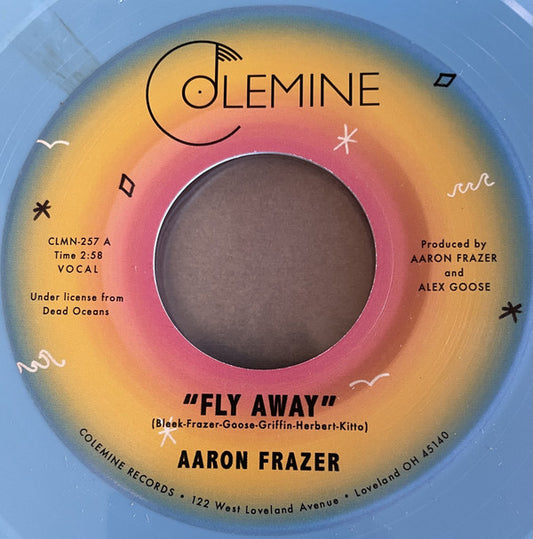 COLEMINE
CLMN-257 A
Time 2:58
VOCAL
Under license from
Dead Oceans
Produced by
AARON FRAZER
and
ALEX GOOSE
"FLY AWAY"
(Bleek-Frazer-Goose-Griffin-Herbert-Kitto)
AARON FRAZER
COLEMINE RECORDS • 122 West Loveland Avenue • Loveland OH 45140